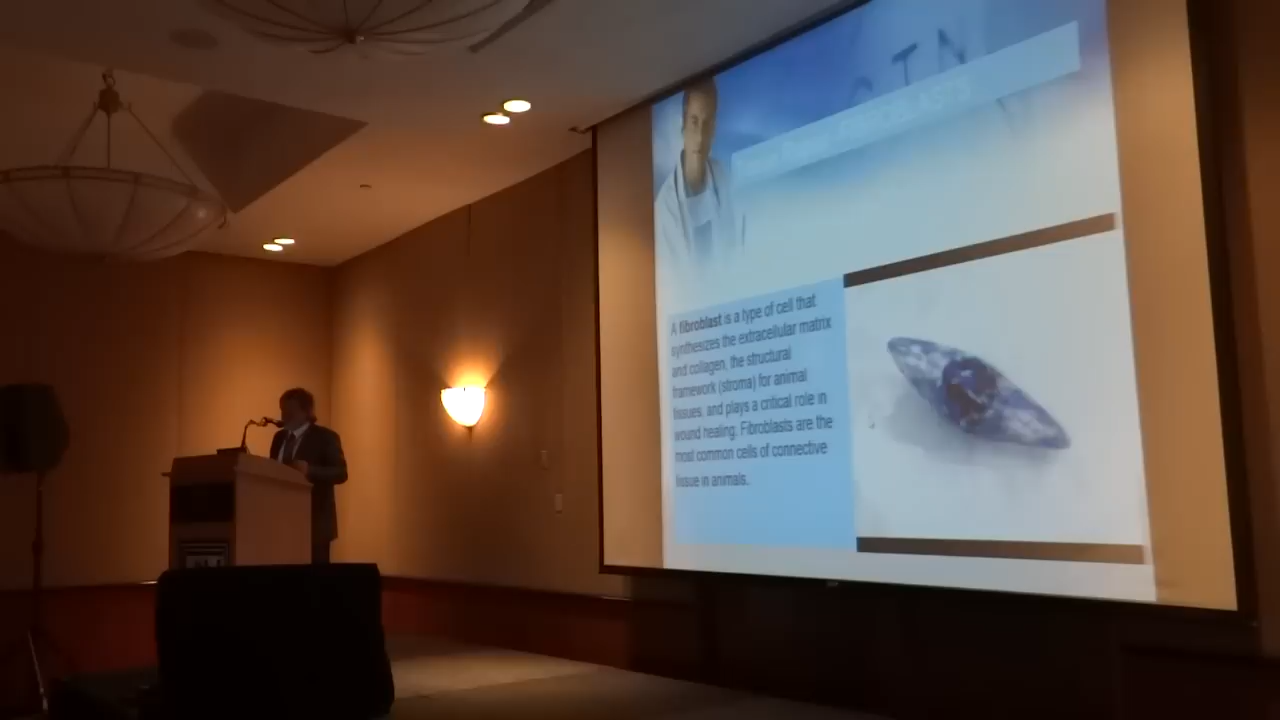 FIBROBLASTS
A fibroblast is a type of cell that
synthesizes the extracellular matrix
and collagen, the structural
framework (stroma) for animal
tissues, and plays a critical role in
wound healing. Fibroblasts are the
most common cells of connective
tissue in animals.